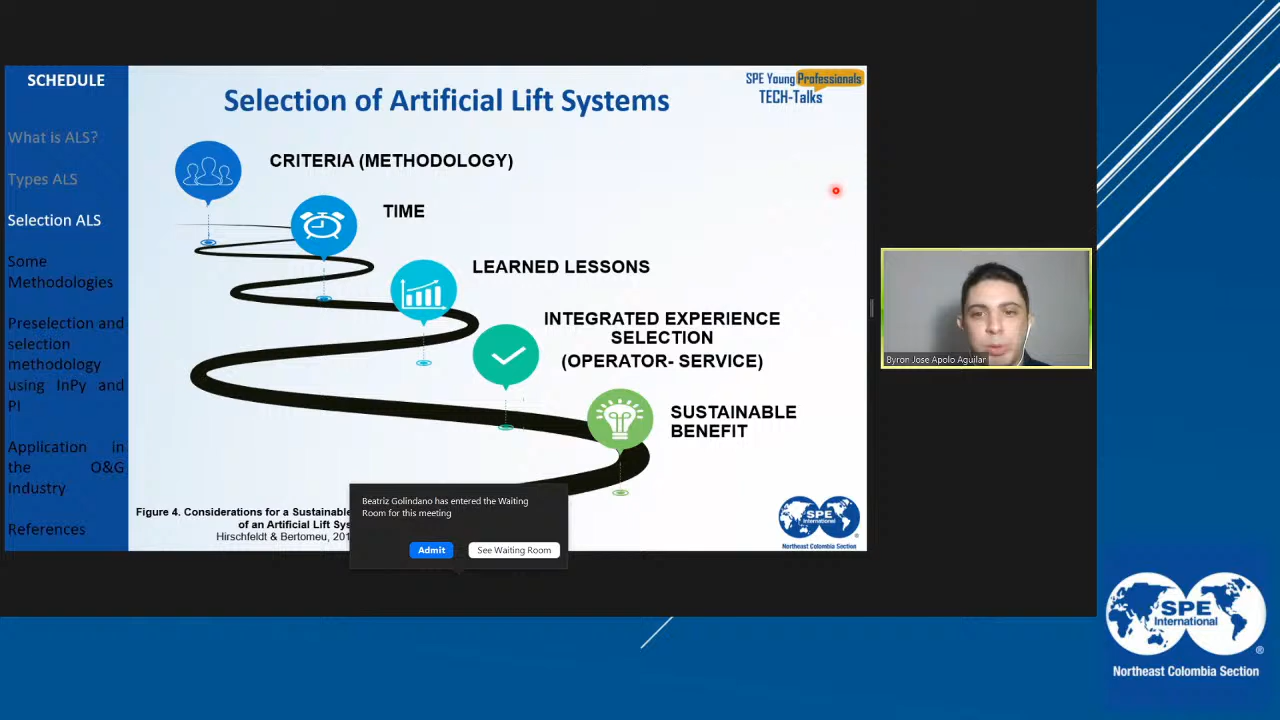 SCHEDULE
What is ALS?
Types ALS
Selection ALS
Some
Methodologies
Preselection and
selection
methodology
using InPy and
PI
Application in
the O&G
Industry
References
Selection of Artificial Lift Systems
SPE Young Professionals
TECH-Talks
CRITERIA (METHODOLOGY)
TIME
LEARNED LESSONS
INTEGRATED EXPERIENCE
SELECTION
(OPERATOR- SERVICE)
SUSTAINABLE
BENEFIT
Figure 4. Considerations for a Sustainable
of an Artificial Lift
Hirschfeldt & Bertomeu,
Beatriz Golindano has entered the Waiting
Room for this meeting
Admit
See Waiting Room
SPE
International
®
Northeast Colombia Section
Byron Jose Apolo Aguilar
SPE
International
®
Northeast Colombia Section